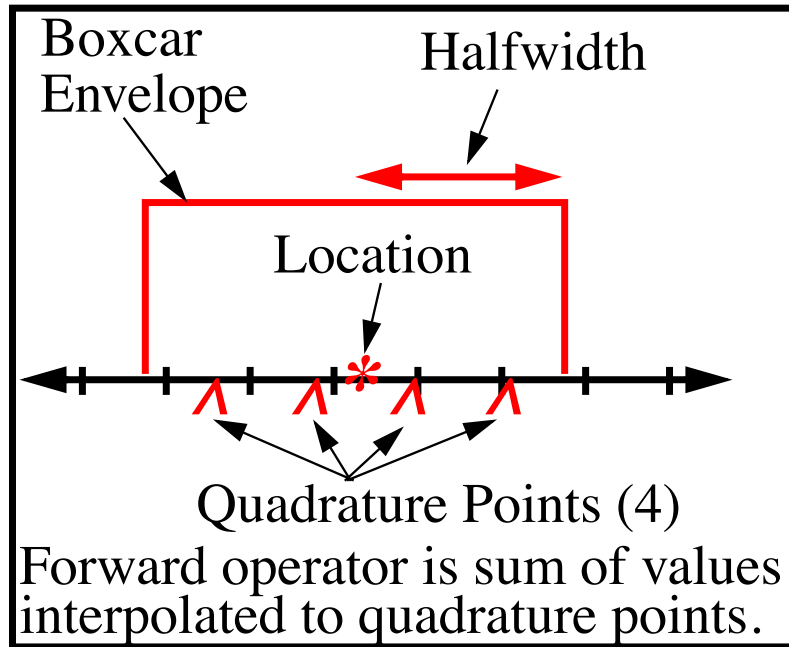 Boxcar
Envelope
Halfwidth
Location
Quadrature Points (4)
Forward operator is sum of values
interpolated to quadrature points.